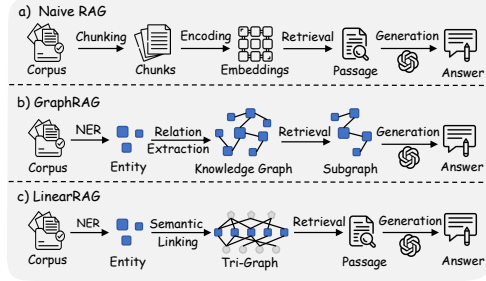 a) Naive RAG
Chunking Encoding Retrieval Generation
Corpus Chunks Embeddings Passage Answer
b) GraphRAG
NER Relation Extraction Retrieval Generation
Corpus Entity Knowledge Graph Subgraph Answer
c) LinearRAG
NER Semantic Linking Retrieval Generation
Corpus Entity Tri-Graph Passage Answer